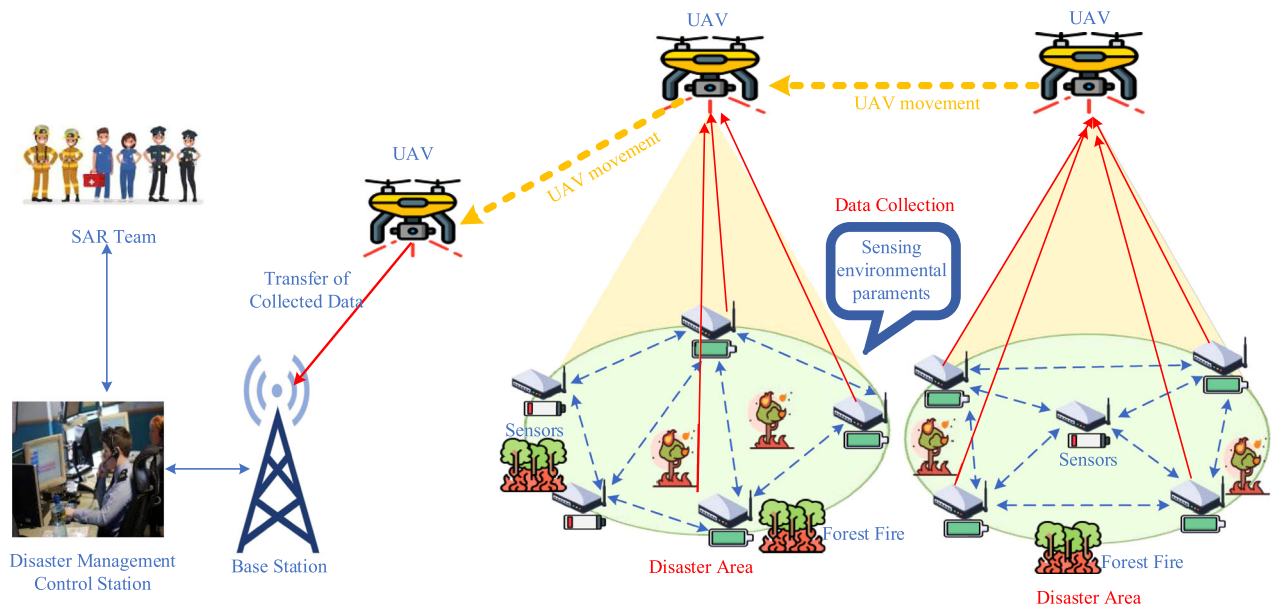 UAV
UAV
UAV movement
UAV movement
UAV
SAR Team
Data Collection
Sensing
environmental
paraments
Transfer of
Collected Data
Sensors
Sensors
Forest Fire
Forest Fire
Disaster Management
Control Station
Base Station
Disaster Area
Disaster Area